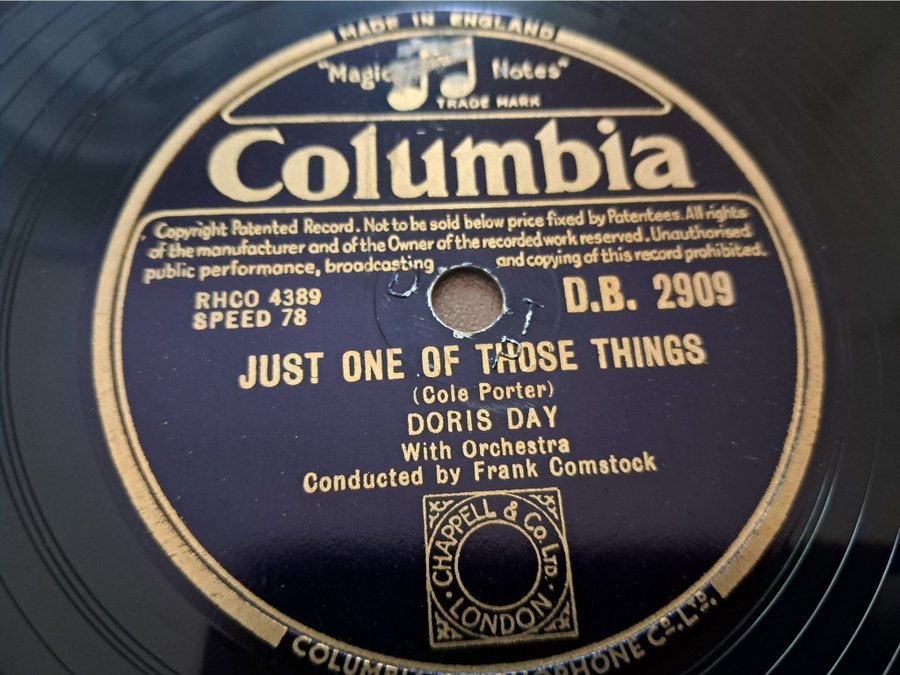 MADE IN ENGLAND
"Magic Notes"
TRADE MARK
Columbia
Copyright Patented Record. Not to be sold below price fixed by Patentees. All rights
of the manufacturer and of the Owner of the recorded work reserved. Unauthorised
public performance, broadcasting and copying of this record prohibited.
RHCO 4389
SPEED 78
D.B. 2909
JUST ONE OF THOSE THINGS
(Cole Porter)
DORIS DAY
With Orchestra
Conducted by Frank Comstock
CHAPPELL & CO. LTD.
LONDON
CO. LTD.